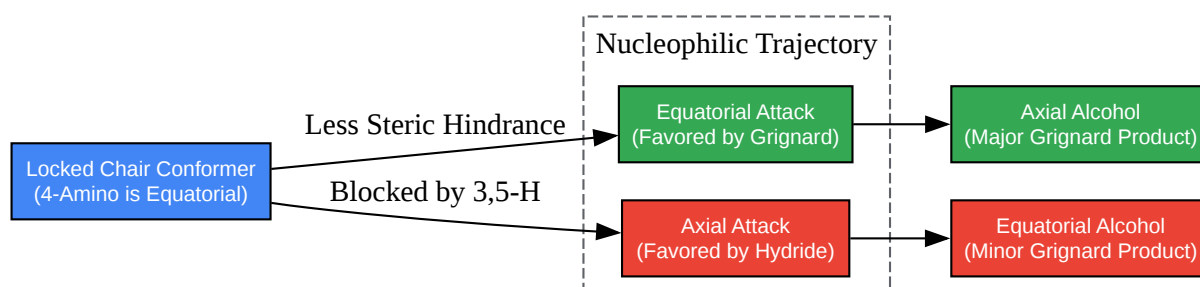 Nucleophilic Trajectory
Less Steric Hindrance
Blocked by 3,5-H
Locked Chair Conformer
(4-Amino is Equatorial)
Equatorial Attack
(Favored by Grignard)
Axial Alcohol
(Major Grignard Product)
Axial Attack
(Favored by Hydride)
Equatorial Alcohol
(Minor Grignard Product)